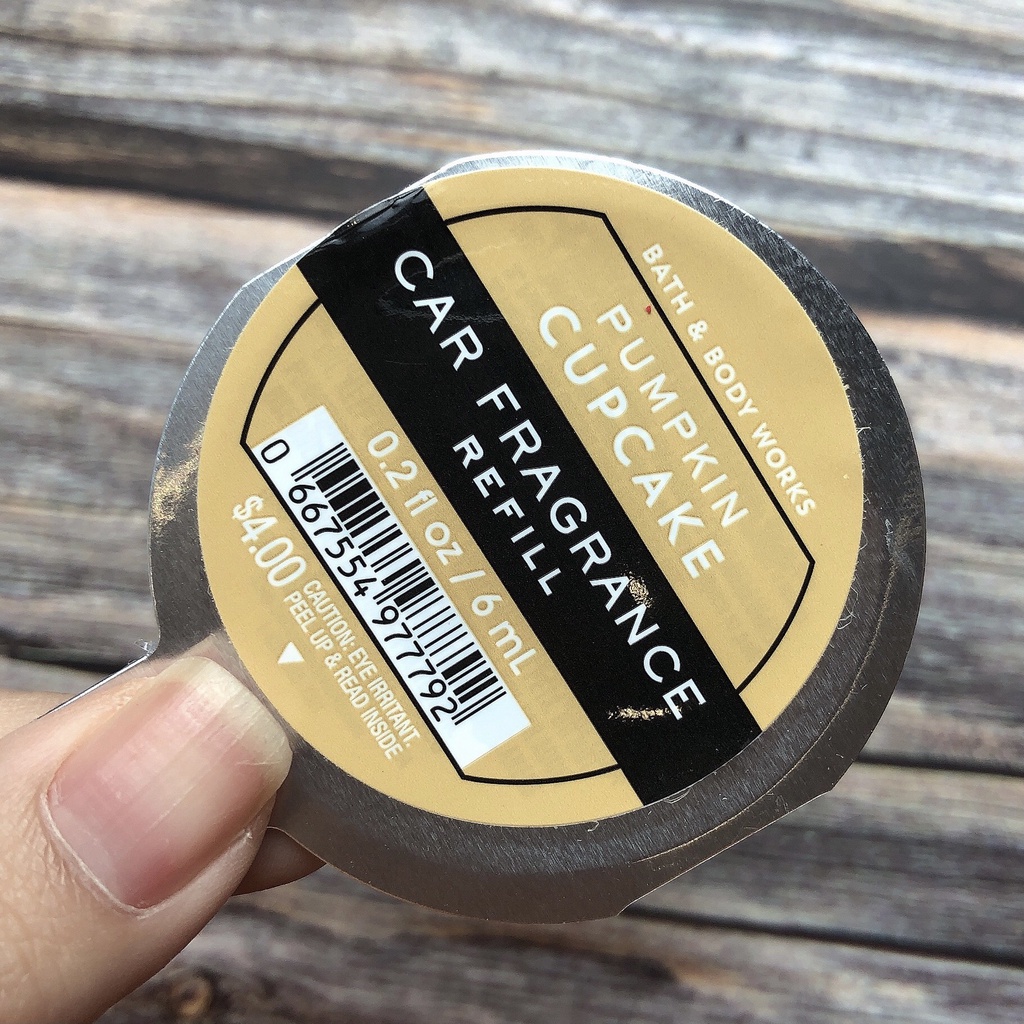 BATH & BODY WORKS
PUMPKIN
CUPCAKE
CAR FRAGRANCE
REFILL
0.2 fl oz / 6 mL
0 667554 977792
$4.00
CAUTION: EYE IRRITANT.
PEEL UP & READ INSIDE